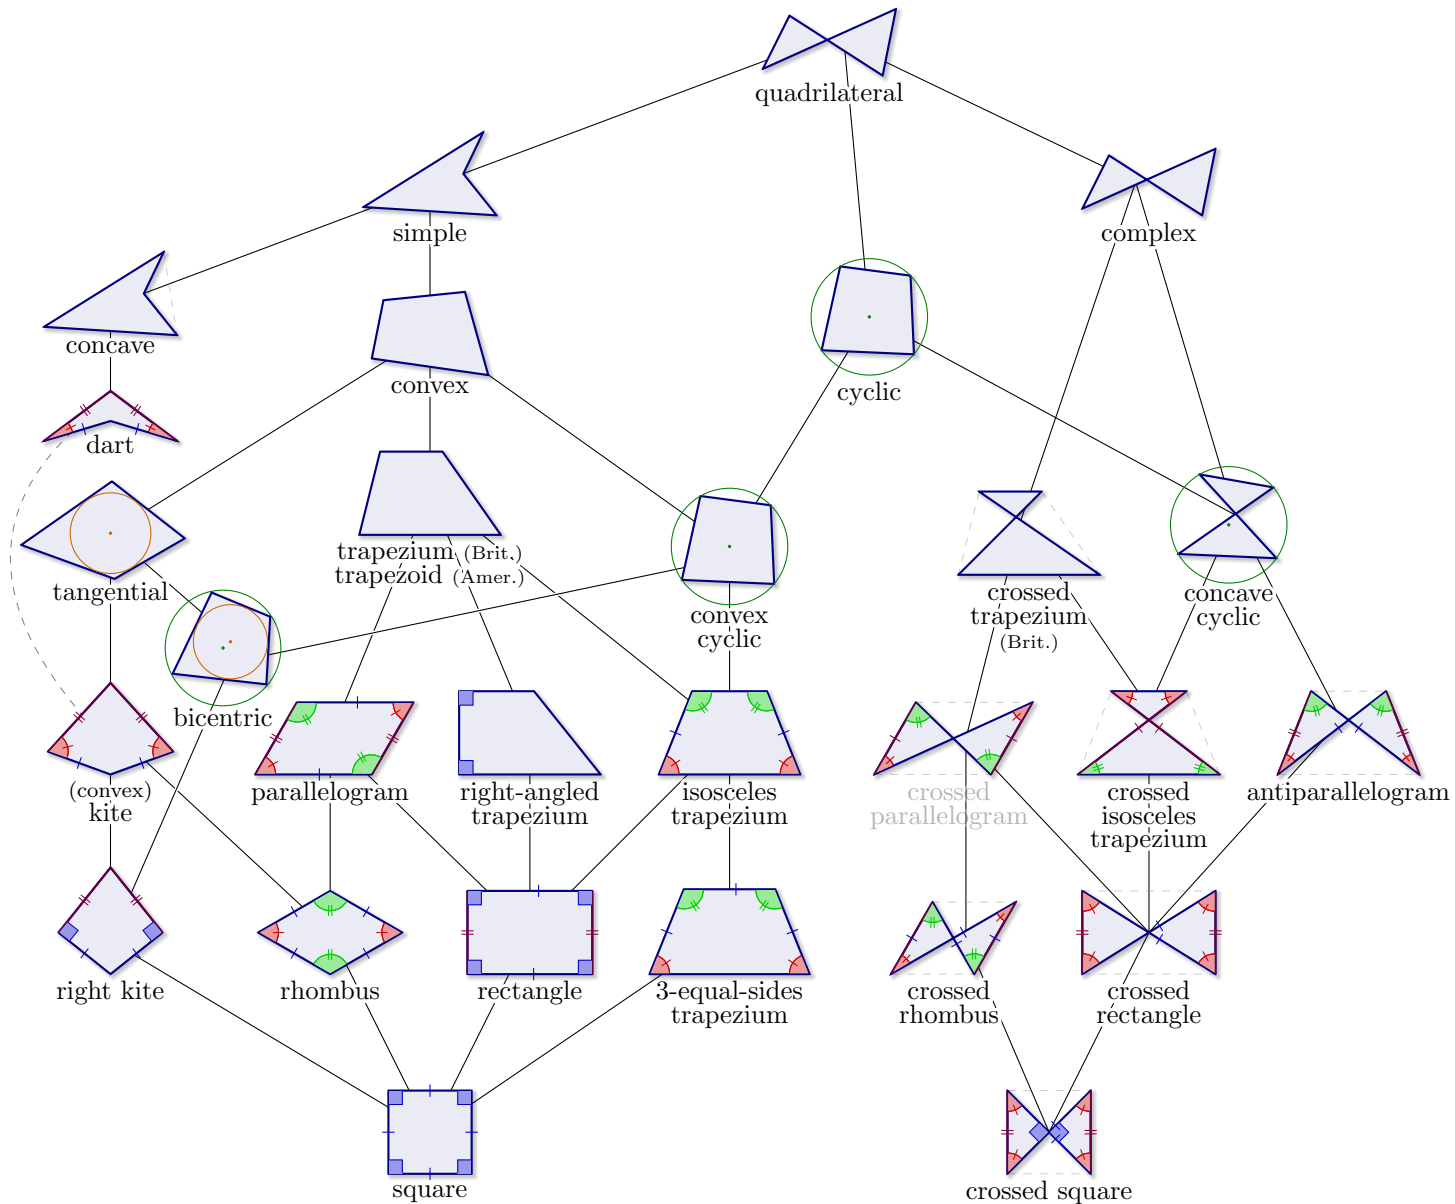 quadrilateral
simple
complex
concave
convex
cyclic
dart
trapezium (Brit.)
trapezoid (Amer.)
tangential
convex
cyclic
crossed
trapezium
(Brit.)
concave
cyclic
bicentric
(convex)
kite
parallelogram
right-angled
trapezium
isosceles
trapezium
crossed
parallelogram
crossed
isosceles
trapezium
antiparallelogram
right kite
rhombus
rectangle
3-equal-sides
trapezium
crossed
rhombus
crossed
rectangle
square
crossed square